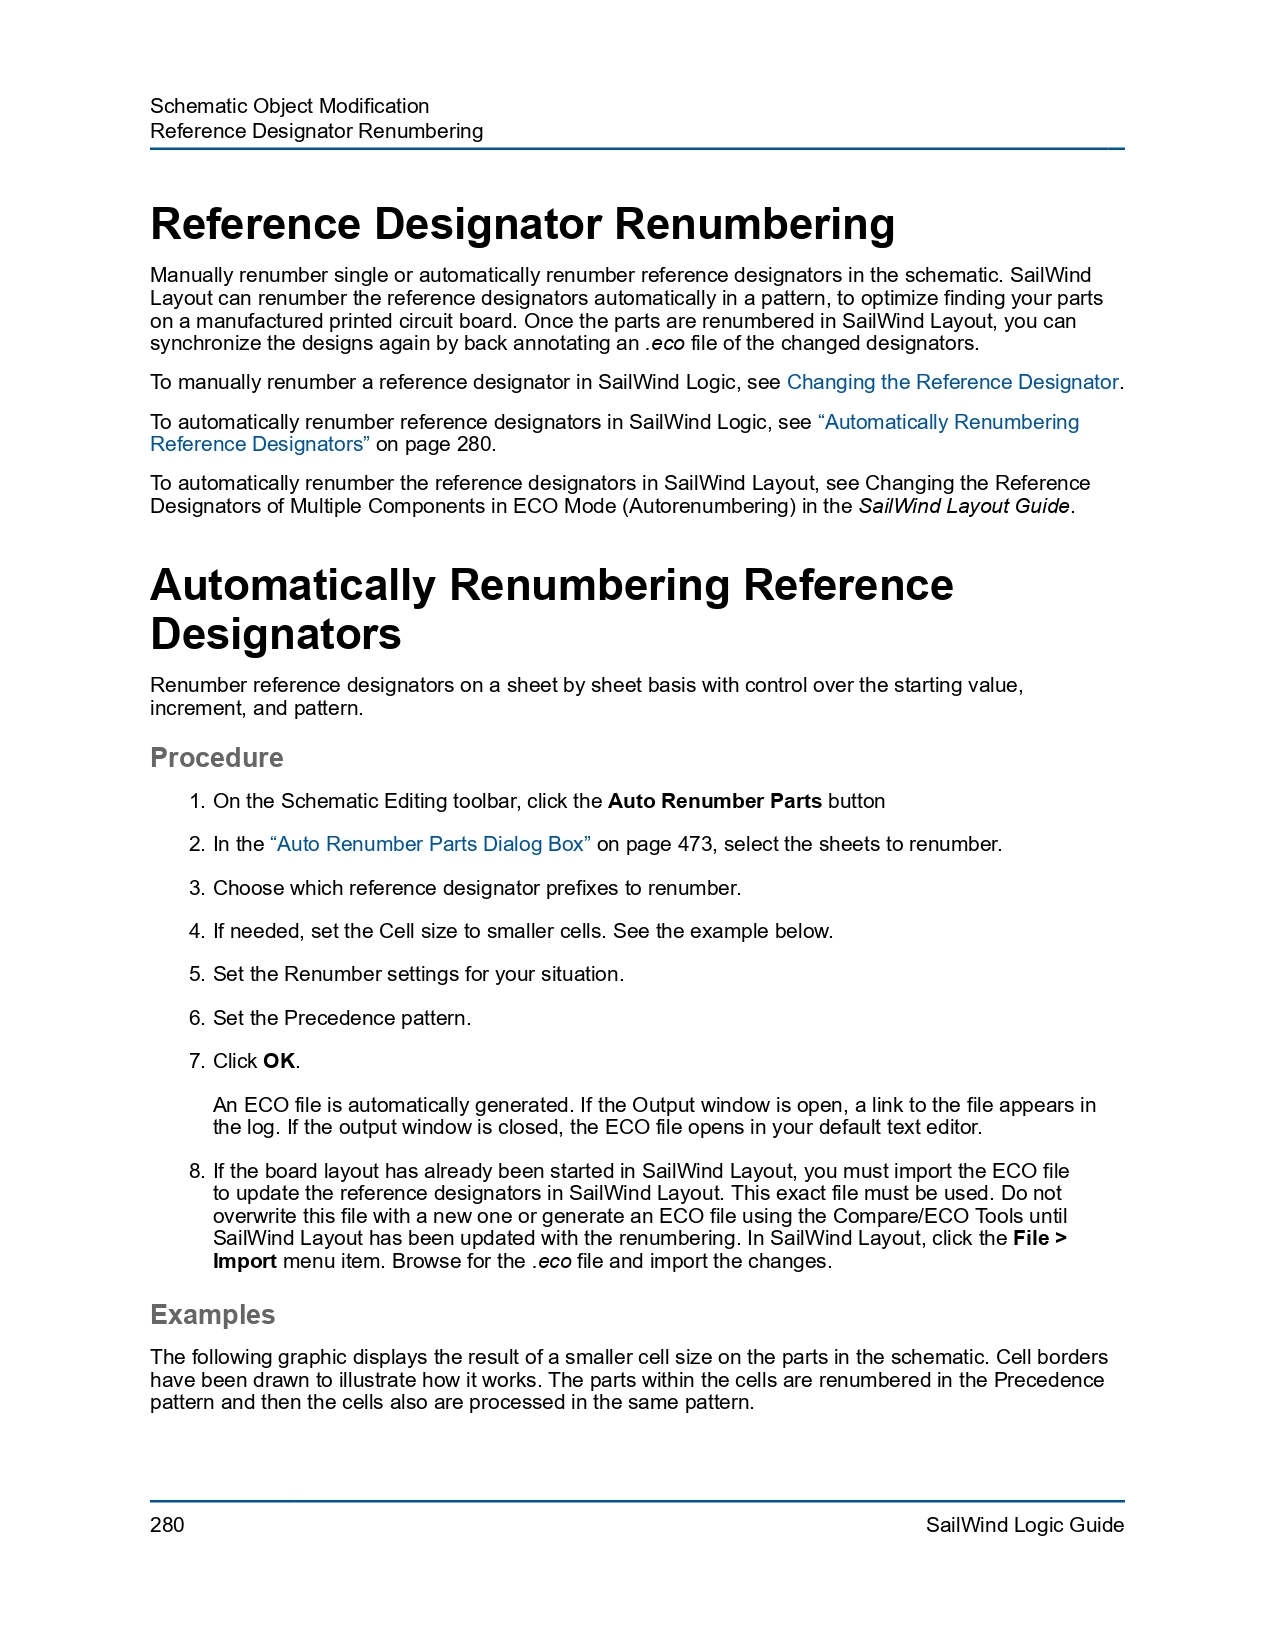 Schematic Object Modification
Reference Designator Renumbering
Reference Designator Renumbering
Manually renumber single or automatically renumber reference designators in the schematic. SailWind
Layout can renumber the reference designators automatically in a pattern, to optimize finding your parts
on a manufactured printed circuit board. Once the parts are renumbered in SailWind Layout, you can
synchronize the designs again by back annotating an .eco file of the changed designators.
To manually renumber a reference designator in SailWind Logic, see Changing the Reference Designator.
To automatically renumber reference designators in SailWind Logic, see “Automatically Renumbering
Reference Designators” on page 280.
To automatically renumber the reference designators in SailWind Layout, see Changing the Reference
Designators of Multiple Components in ECO Mode (Autorenumbering) in the SailWind Layout Guide.
Automatically Renumbering Reference
Designators
Renumber reference designators on a sheet by sheet basis with control over the starting value,
increment, and pattern.
Procedure
1. On the Schematic Editing toolbar, click the Auto Renumber Parts button
2. In the “Auto Renumber Parts Dialog Box” on page 473, select the sheets to renumber.
3. Choose which reference designator prefixes to renumber.
4. If needed, set the Cell size to smaller cells. See the example below.
5. Set the Renumber settings for your situation.
6. Set the Precedence pattern.
7. Click OK.
An ECO file is automatically generated. If the Output window is open, a link to the file appears in
the log. If the output window is closed, the ECO file opens in your default text editor.
8. If the board layout has already been started in SailWind Layout, you must import the ECO file
to update the reference designators in SailWind Layout. This exact file must be used. Do not
overwrite this file with a new one or generate an ECO file using the Compare/ECO Tools until
SailWind Layout has been updated with the renumbering. In SailWind Layout, click the File >
Import menu item. Browse for the .eco file and import the changes.
Examples
The following graphic displays the result of a smaller cell size on the parts in the schematic. Cell borders
have been drawn to illustrate how it works. The parts within the cells are renumbered in the Precedence
pattern and then the cells also are processed in the same pattern.
280
SailWind Logic Guide